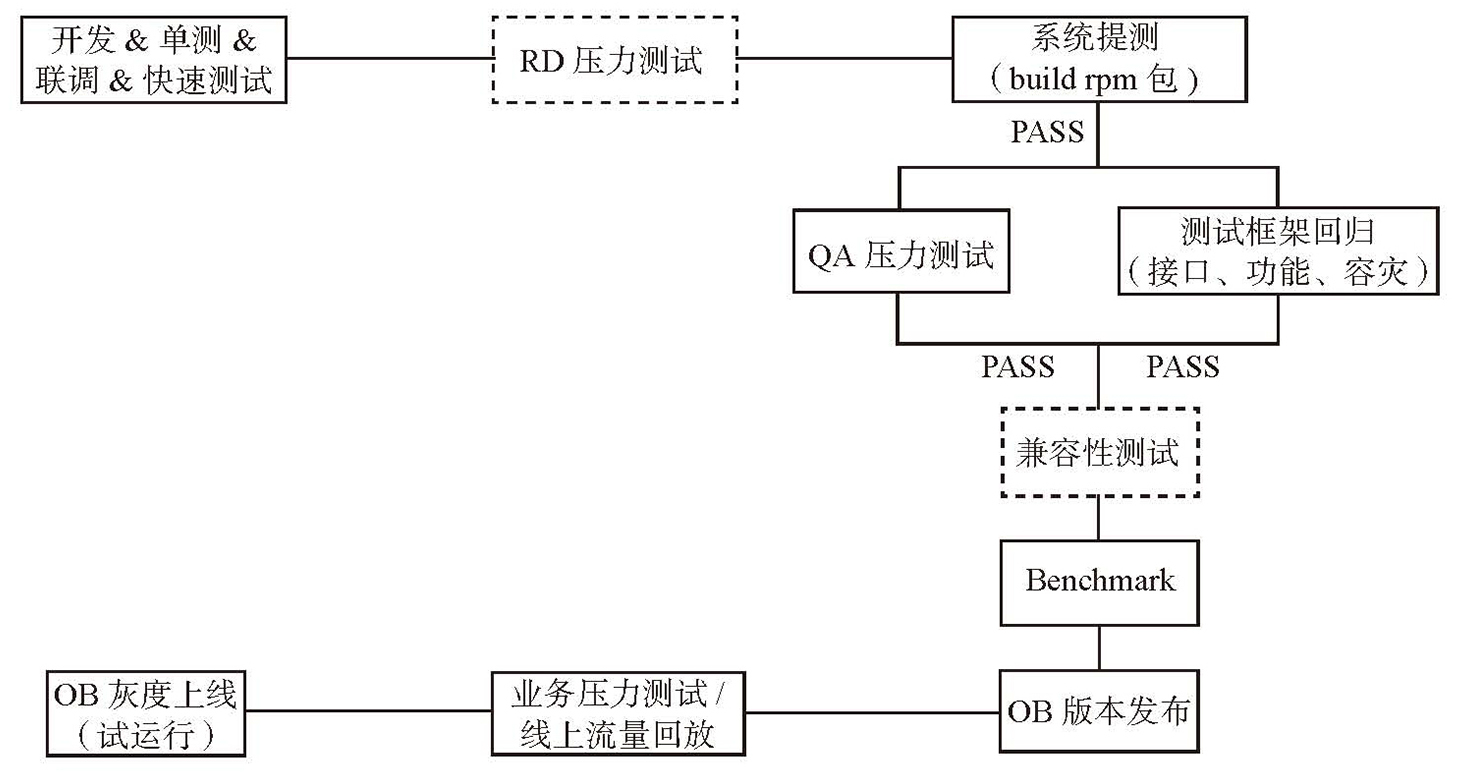 开发 & 单测 &
联调 & 快速测试
RD 压力测试
系统提测
（build rpm 包）
PASS
QA 压力测试
测试框架回归
（接口、功能、容灾）
PASS
PASS
兼容性测试
Benchmark
OB 灰度上线
（试运行）
业务压力测试 /
线上流量回放
OB 版本发布